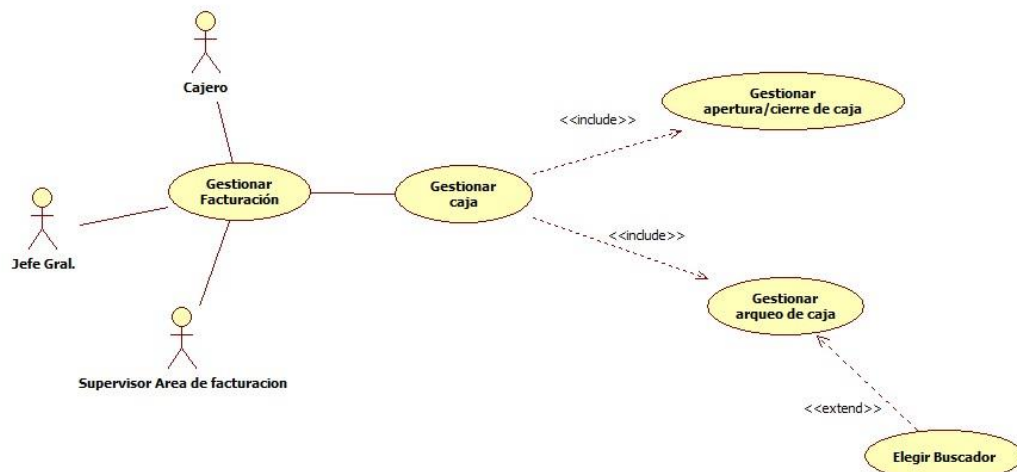 Cajero
Gestionar
apertura/cierre de caja
<<include>>
Gestionar
Facturación
Gestionar
caja
Jefe Gral.
<<include>>
Gestionar
arqueo de caja
Supervisor Area de facturacion
<<extend>>
Elegir Buscador